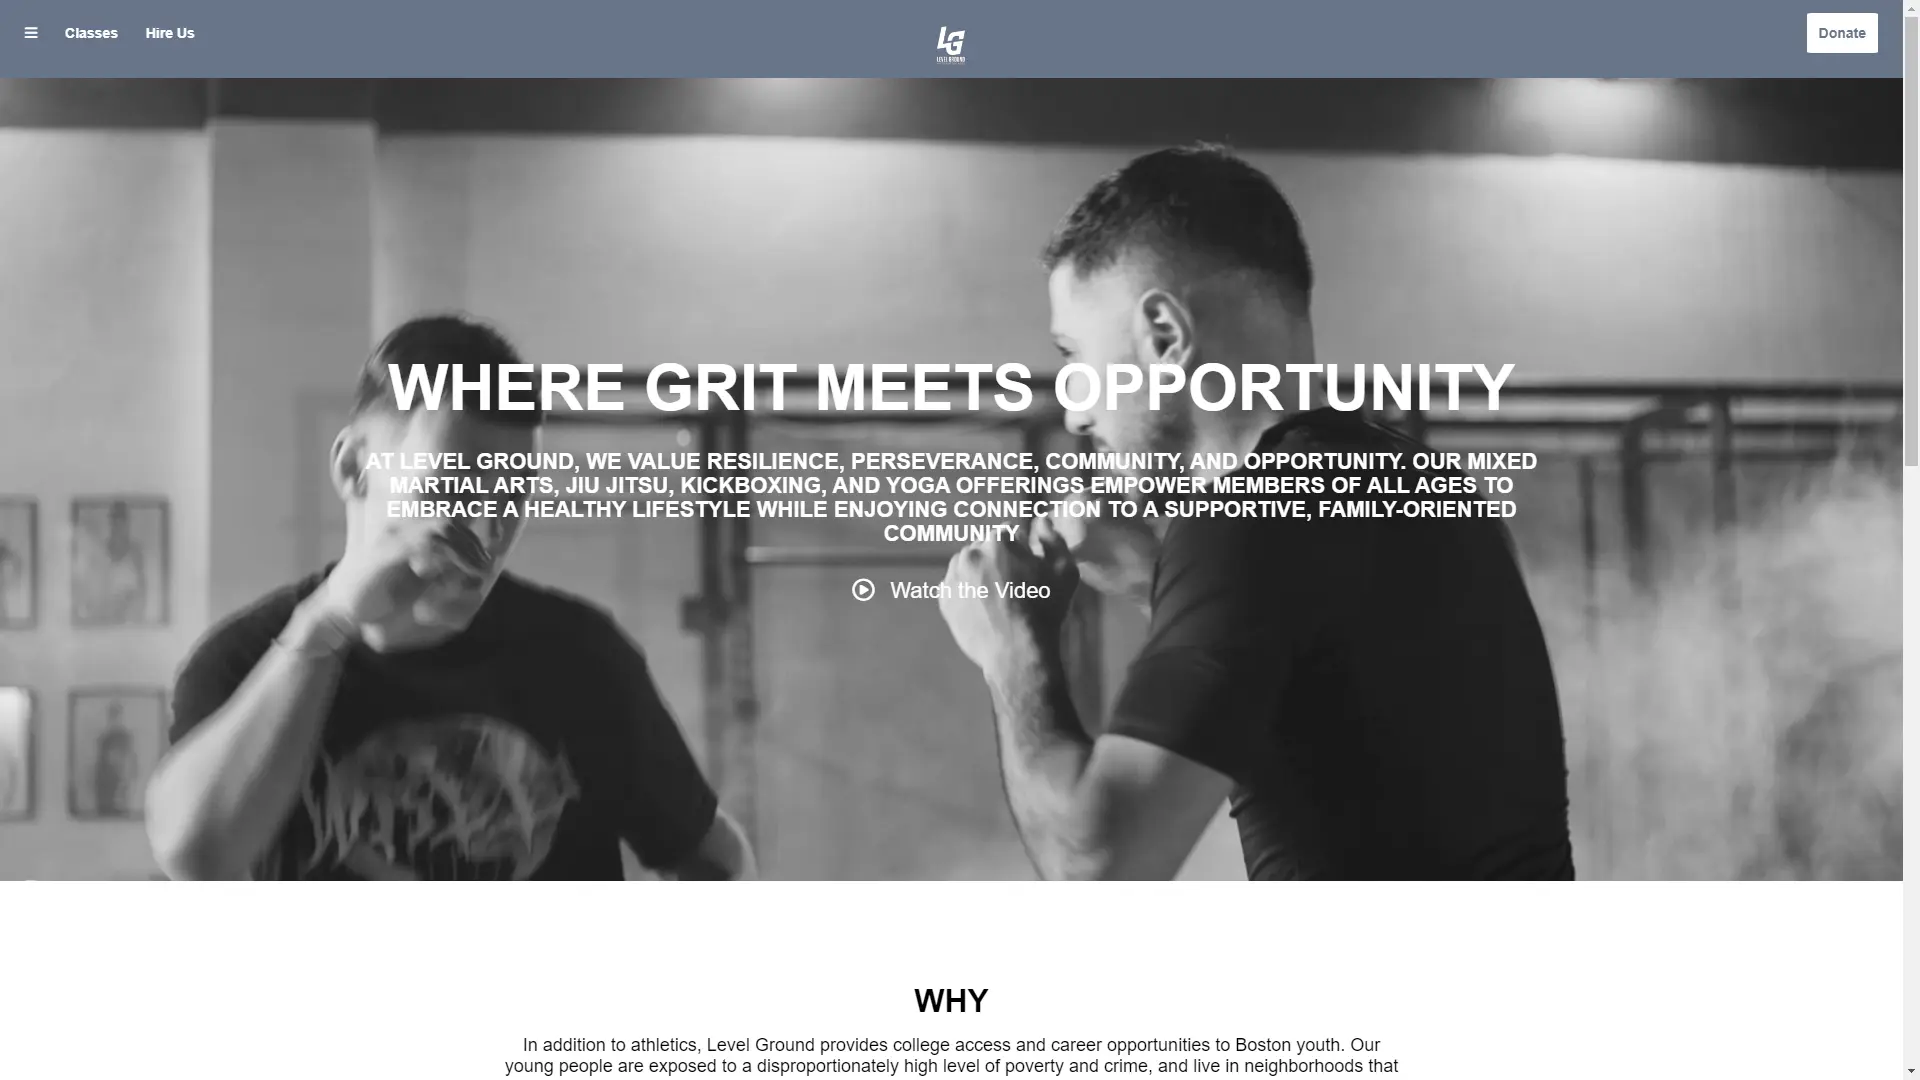 Classes
Hire Us
LG
LEVEL GROUND
Donate
WHERE GRIT MEETS OPPORTUNITY
AT LEVEL GROUND, WE VALUE RESILIENCE, PERSEVERANCE, COMMUNITY, AND OPPORTUNITY. OUR MIXED
MARTIAL ARTS, JIU JITSU, KICKBOXING, AND YOGA OFFERINGS EMPOWER MEMBERS OF ALL AGES TO
EMBRACE A HEALTHY LIFESTYLE WHILE ENJOYING CONNECTION TO A SUPPORTIVE, FAMILY-ORIENTED
COMMUNITY
Watch the Video
WHY
In addition to athletics, Level Ground provides college access and career opportunities to Boston youth. Our
young people are exposed to a disproportionately high level of poverty and crime, and live in neighborhoods that